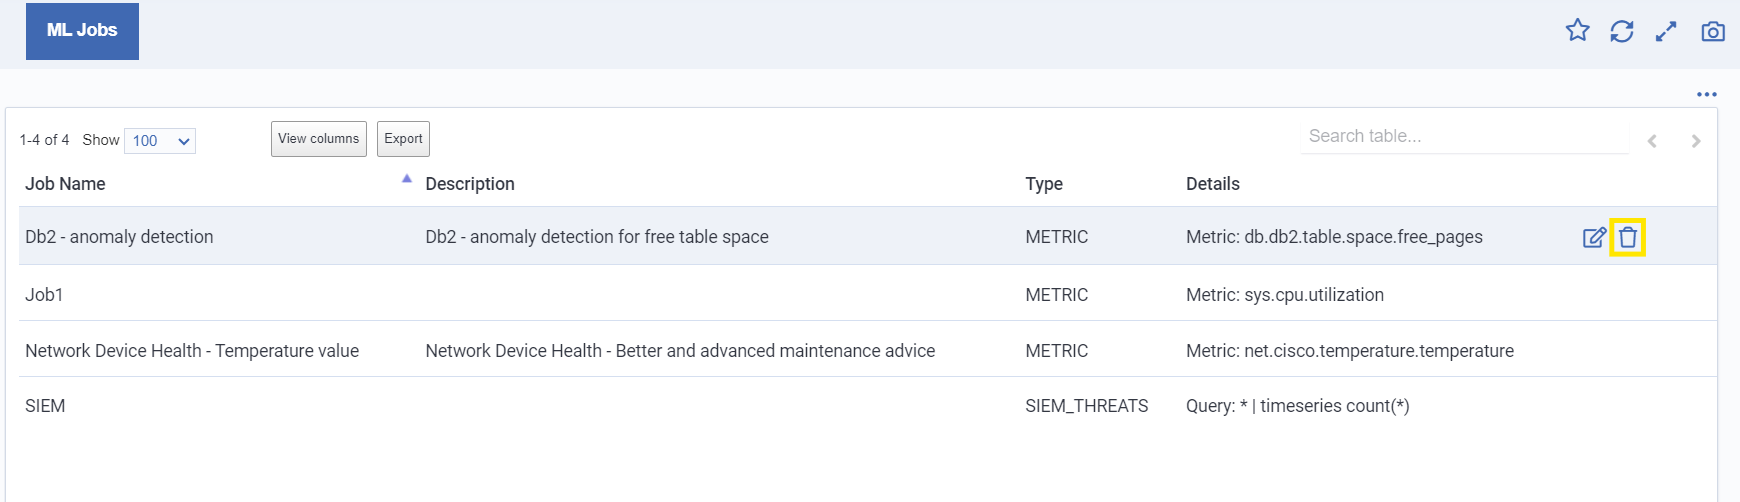 ML Jobs
1-4 of 4 Show 100 View columns Export Search table...
Job Name Description Type Details
Db2 - anomaly detection Db2 - anomaly detection for free table space METRIC Metric: db.db2.table.space.free_pages
Job1 METRIC Metric: sys.cpu.utilization
Network Device Health - Temperature value Network Device Health - Better and advanced maintenance advice METRIC Metric: net.cisco.temperature.temperature
SIEM SIEM_THREATS Query: * | timeseries count(*)